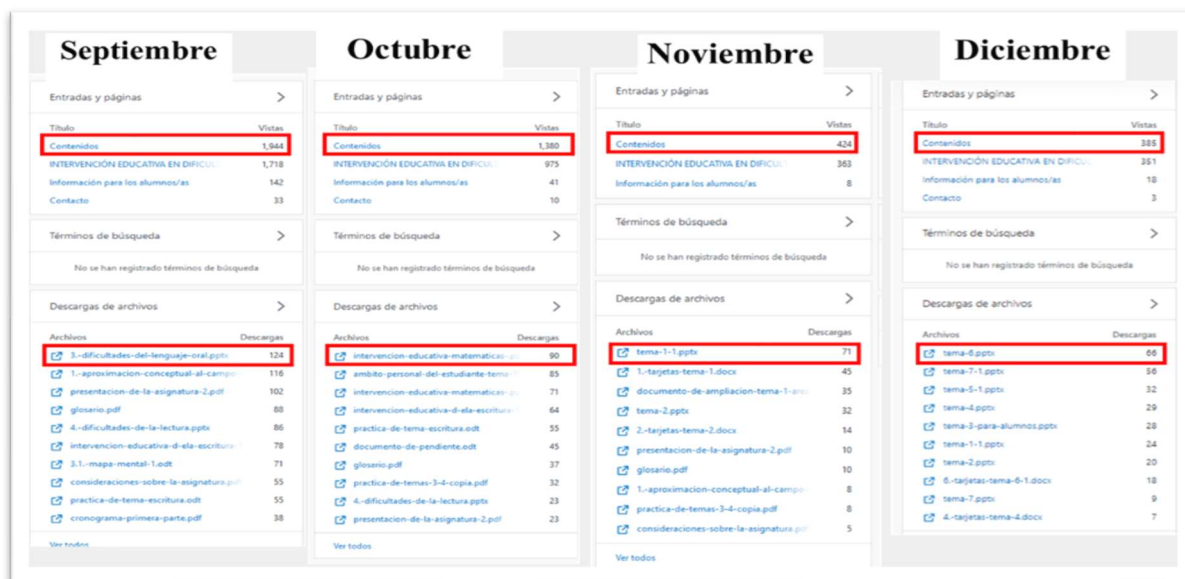 Septiembre
Entradas y páginas
Título Vistas
Contenidos 1,944
INTERVENCIÓN EDUCATIVA EN 1,718
Información para los alumnos/as 142
Contacto 33
Términos de búsqueda
No se han registrado términos de búsqueda
Descargas de archivos
Archivos Descargas
3.-dificultades-del-lenguaje-oral.pptx 124
1.-aproximacion-conceptual-al-campo- 116
presentacion-de-la-asignatura-2.pdf 102
glosario.pdf 88
4.-dificultades-de-la-lectura.pptx 86
intervencion-educativa-d-ela-escritura- 78
3.1.-mapa-mental-1.odt 71
consideraciones-sobre-la-asignatura.pdf 55
practica-de-tema-escritura.odt 55
cronograma-primera-parte.pdf 38
Ver todos
Octubre
Entradas y páginas
Título Vistas
Contenidos 1,380
INTERVENCIÓN EDUCATIVA EN 975
Información para los alumnos/as 41
Contacto 10
Términos de búsqueda
No se han registrado términos de búsqueda
Descargas de archivos
Archivos Descargas
intervencion-educativa-matematicas- 90
ambito-personal-del-estudiante-tema- 85
intervencion-educativa-matematicas- 71
intervencion-educativa-d-ela-escritura- 64
practica-de-tema-escritura.odt 55
documento-de-pendiente.odt 45
glosario.pdf 37
practica-de-temas-3-4-copia.pdf 32
4.-dificultades-de-la-lectura.pptx 23
presentacion-de-la-asignatura-2.pdf 23
Ver todos
Noviembre
Entradas y páginas
Título Vistas
Contenidos 424
INTERVENCIÓN EDUCATIVA EN 363
Información para los alumnos/as 8
Términos de búsqueda
No se han registrado términos de búsqueda
Descargas de archivos
Archivos Descargas
tema-1-1.pptx 71
1.-tarjetas-tema-1.docx 45
documento-de-ampliacion-tema-1- 35
tema-2.pptx 32
2.-tarjetas-tema-2.docx 14
presentacion-de-la-asignatura-2.pdf 10
glosario.pdf 10
1.-aproximacion-conceptual-al-campo- 8
practica-de-temas-3-4-copia.pdf 8
consideraciones-sobre-la-asignatura.pdf 5
Ver todos
Diciembre
Entradas y páginas
Título Vistas
Contenidos 385
INTERVENCIÓN EDUCATIVA EN 351
Información para los alumnos/as 18
Contacto 3
Términos de búsqueda
No se han registrado términos de búsqueda
Descargas de archivos
Archivos Descargas
tema-6.pptx 66
tema-7-1.pptx 56
tema-5-1.pptx 32
tema-4.pptx 29
tema-3-para-alumnos.pptx 28
tema-1-1.pptx 24
tema-2.pptx 20
6.-tarjetas-tema-6-1.docx 18
tema-7.pptx 9
4.-tarjetas-tema-4.docx 7